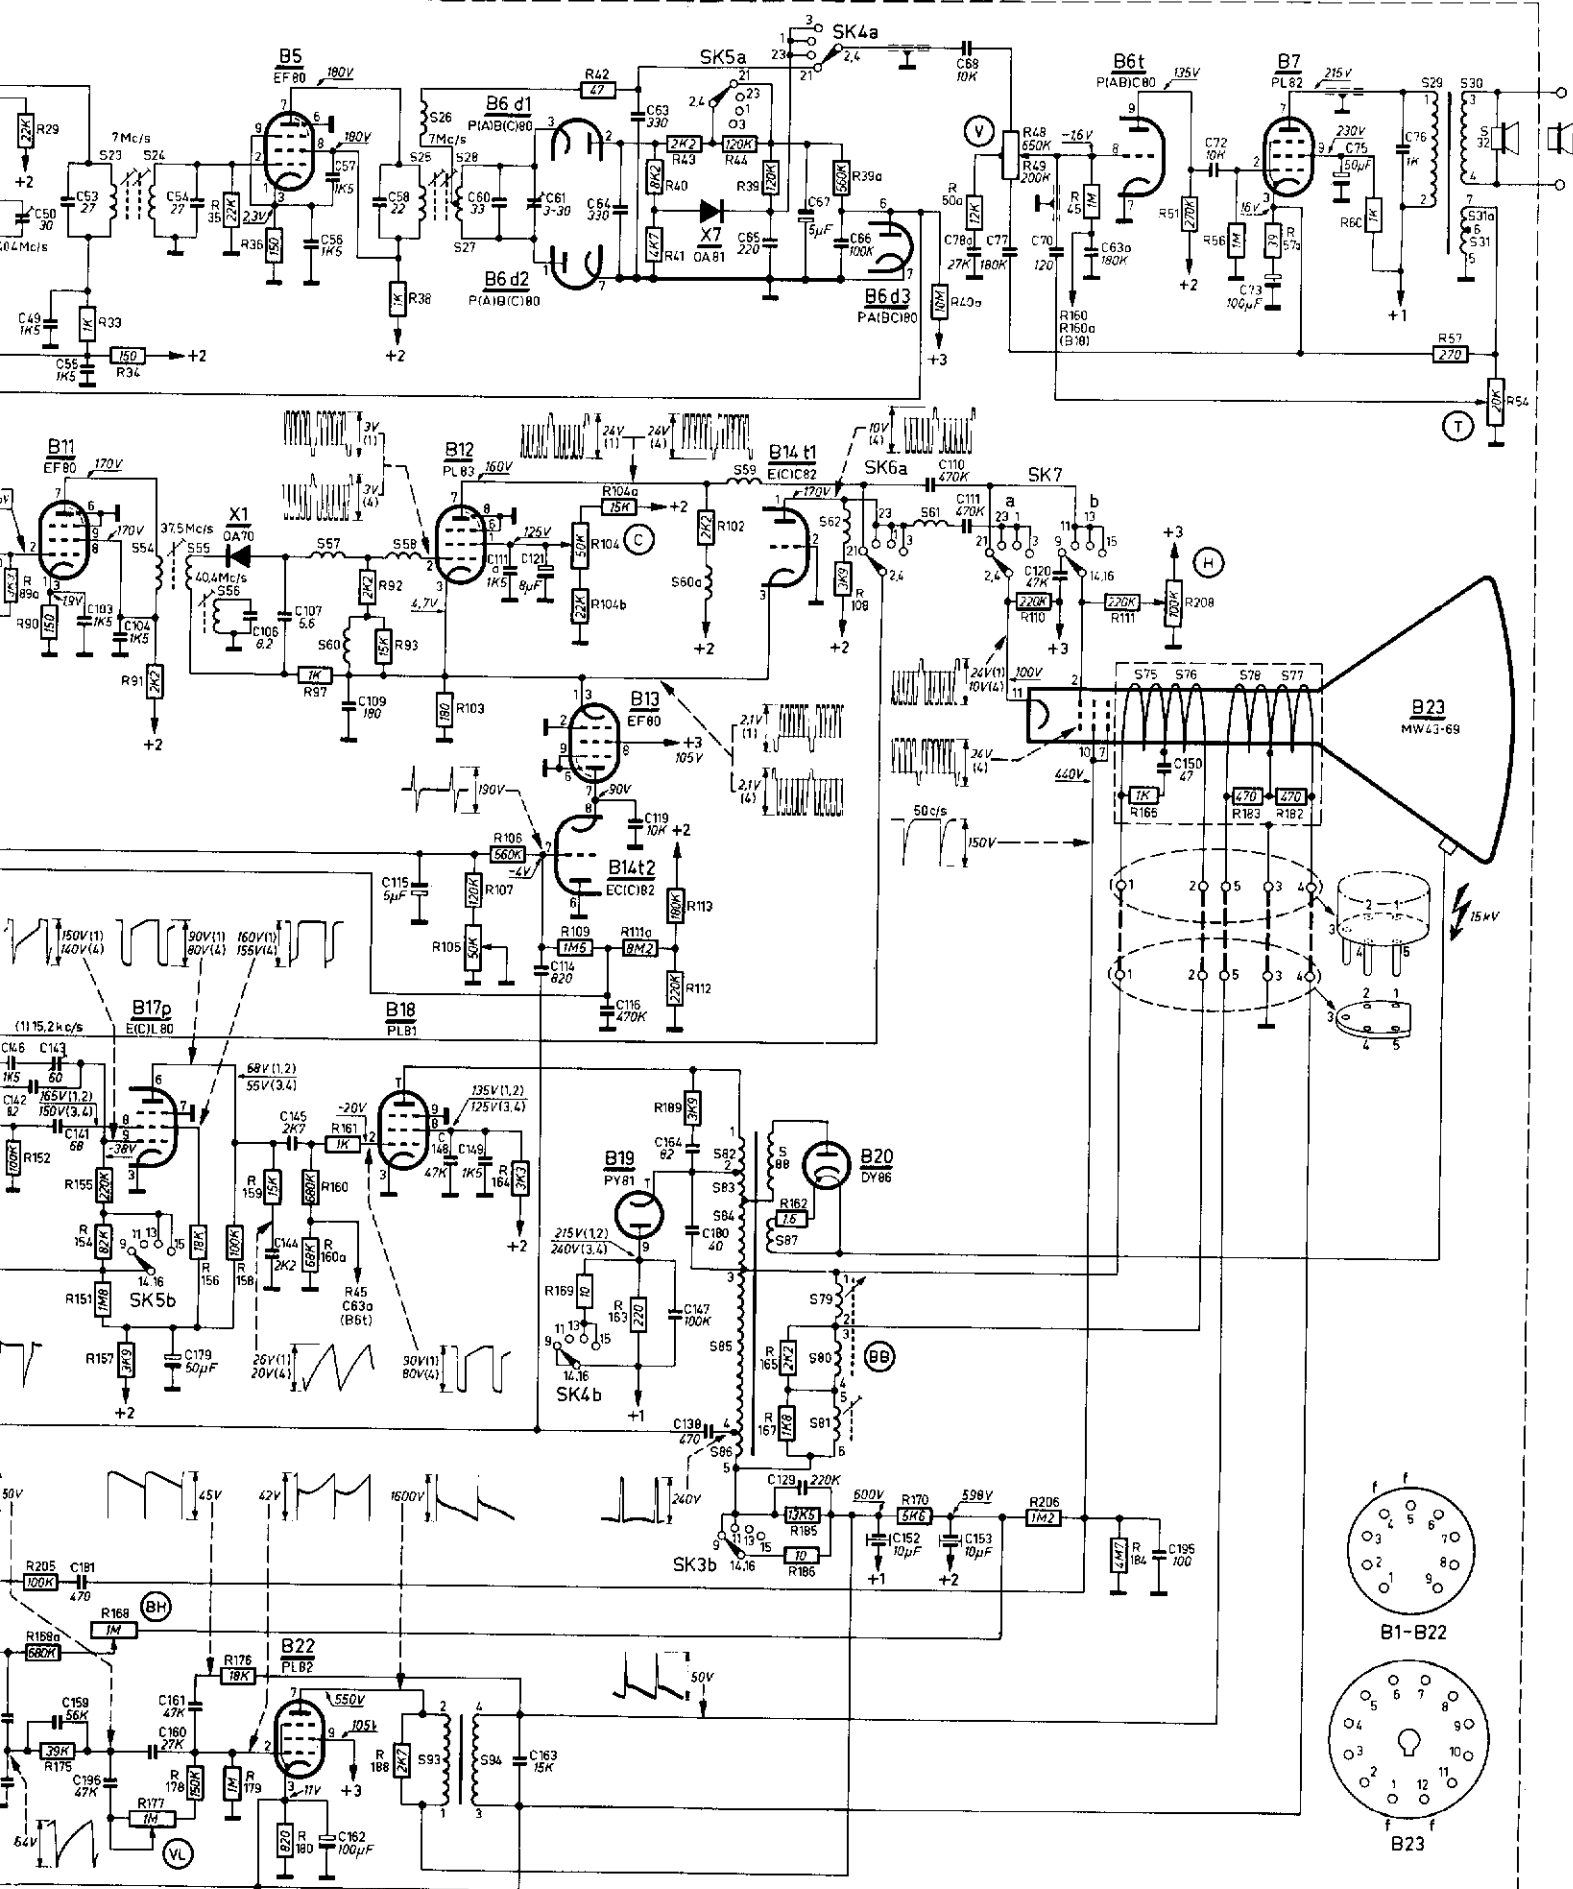 B5
EF80
180V
R42
47
SK5a
SK4a
C68
10K
B6t
P(AB)C80
135V
B7
PL82
215V
S29
S30
R29
22K
+2
7Mc/s
S23
S24
S26
B6 d1
P(A)B(C)80
C63
330
2K2
R43
120K
R44
V
R48
650K
R49
200K
-1,6V
C72
10K
230V
C75
50µF
C76
1K
S
32
C50
30
C53
27
C54
27
R
35
22K
180V
C57
1K5
7Mc/s
S25
S28
C58
22
C60
33
C61
3-30
C64
330
8K2
R40
R39
120K
560K
R39a
R
50a
12K
R
45
1M
R51
270K
R56
1M
16V
39
R
57a
1K
S31a
S31
2,3V
R36
150
C56
1K5
S27
B6 d2
P(A)B(C)80
4K7
R41
X7
OA81
C65
220
C67
5µF
C66
100K
B6 d3
PA(BC)80
C78a
27K
C77
180K
C70
120
C63a
180K
+2
C73
100µF
+1
1K
R38
+2
10M
R40a
+3
R160
R160a
(B18)
R57
270
C49
1K5
1K
R33
C55
1K5
150
R34
+2
20K
R54
T
B11
EF80
170V
3V
(1)
3V
(4)
B12
PL83
160V
24V
(1)
24V
(4)
B14 t1
E(C)C82
10V
(4)
SK6a
C110
470K
SK7
a
b
S59
170V
R104a
15K
+2
37,5Mc/s
S54
S55
X1
OA70
S57
S58
125V
R104
50K
C
R102
2K2
S62
S61
C111
470K
+3
H
170V
40,4Mc/s
S56
2K2
R92
C111
a
1K5
C121
8µF
S60a
3K9
R
108
C120
47K
220K
R110
220K
R111
100K
R208
R
89a
1,9V
R90
150
C103
1K5
C104
1K5
C106
8,2
C107
5,6
S60
15K
R93
4,7V
22K
R104b
+2
+2
+3
R91
2K2
+2
1K
R97
C109
180
180
R103
B13
EF80
+3
105V
2,1V
(1)
2,1V
(4)
24V(1)
10V(4)
100V
S75
S76
S78
S77
B23
MW43-69
24V
(4)
440V
C150
47
1K
R166
470
R183
470
R182
190V
90V
C119
10K
+2
50c/s
150V
R106
560K
-4V
B14t2
EC(C)82
C115
5µF
120K
R107
R113
180K
R105
50K
R109
1M5
R111a
8M2
C114
820
C116
470K
R112
220K
15kV
150V(1)
140V(4)
90V(1)
80V(4)
160V(1)
155V(4)
(1)15,2kc/s
B17p
E(C)L80
B18
PL81
C146
1K5
C143
60
C142
82
165V(1,2)
150V(3,4)
C141
68
-38V
68V(1,2)
55V(3,4)
C145
2K7
-20V
R161
1K
135V(1,2)
125V(3,4)
R152
100K
R155
220K
R
159
15K
R160
680K
C
148
47K
C149
1K5
R
164
3K3
+2
R189
3K9
C164
82
B19
PY81
S82
S83
S84
S
88
B20
DY86
R162
1,6
S87
R
154
82K
18K
R
156
100K
R
158
C144
2K2
68K
R
160a
R45
C63a
(B6t)
215V(1,2)
240V(3,4)
C180
40
R151
1M8
SK5b
R169
10
R
163
220
C147
100K
S79
S85
R157
3K9
+2
C179
50µF
26V(1)
20V(4)
90V(1)
80V(4)
SK4b
+1
R
165
2K2
S80
BB
R
167
1K8
S81
C138
470
S86
50V
45V
42V
1600V
240V
C129
220K
13K5
R185
10
R186
SK3b
600V
R170
5K6
598V
R206
1M2
C152
10µF
+1
C153
10µF
+2
4M7
R
184
C195
100
R205
100K
C181
470
R168
1M
BH
R168a
680K
B1-B22
C159
56K
39K
R175
R176
18K
C161
47K
C160
27K
C196
47K
R
178
150K
1M
R
179
B22
PL82
550V
105V
+3
11V
R
188
2K7
S93
S94
C163
15K
50V
R177
1M
VL
64V
820
R
180
C162
100µF
B23